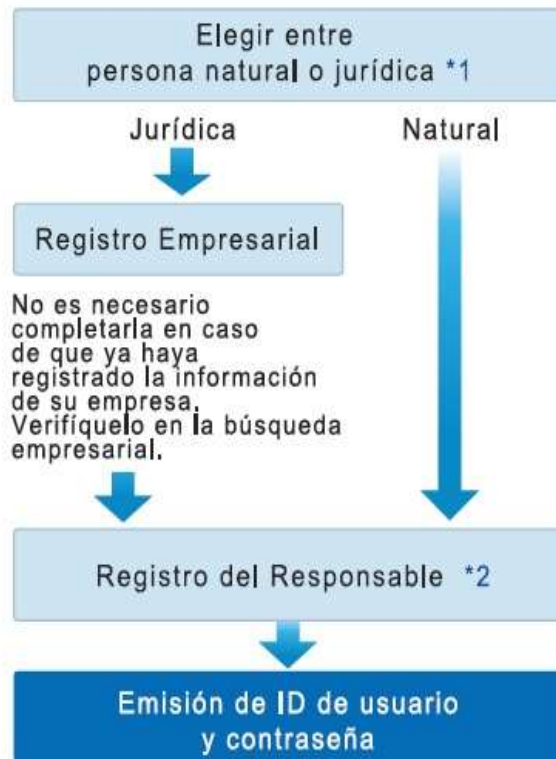 Elegir entre
persona natural o jurídica *1
Jurídica
Natural
Registro Empresarial
No es necesario
completarla en caso
de que ya haya
registrado la información
de su empresa.
Verifíquelo en la búsqueda
empresarial.
Registro del Responsable *2
Emisión de ID de usuario
y contraseña